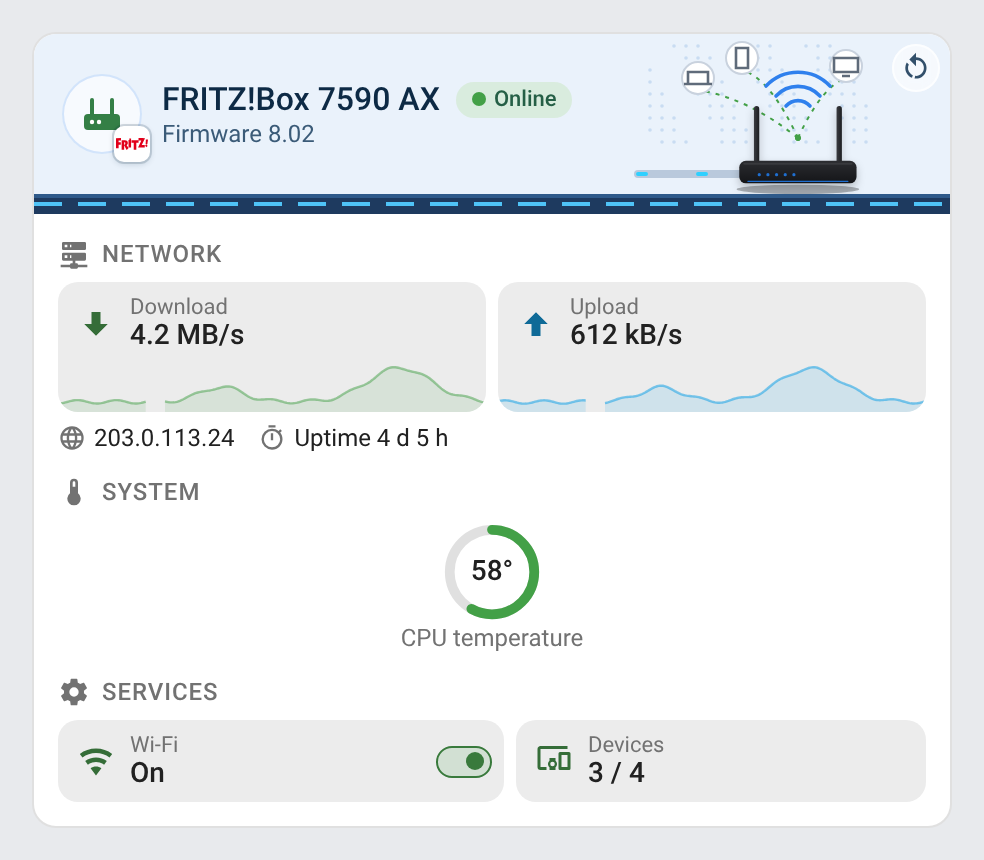 FRITZ!Box 7590 AX
Online
Firmware 8.02
FRITZ!
NETWORK
Download
4.2 MB/s
Upload
612 kB/s
203.0.113.24
Uptime 4 d 5 h
SYSTEM
58°
CPU temperature
SERVICES
Wi-Fi
On
Devices
3 / 4